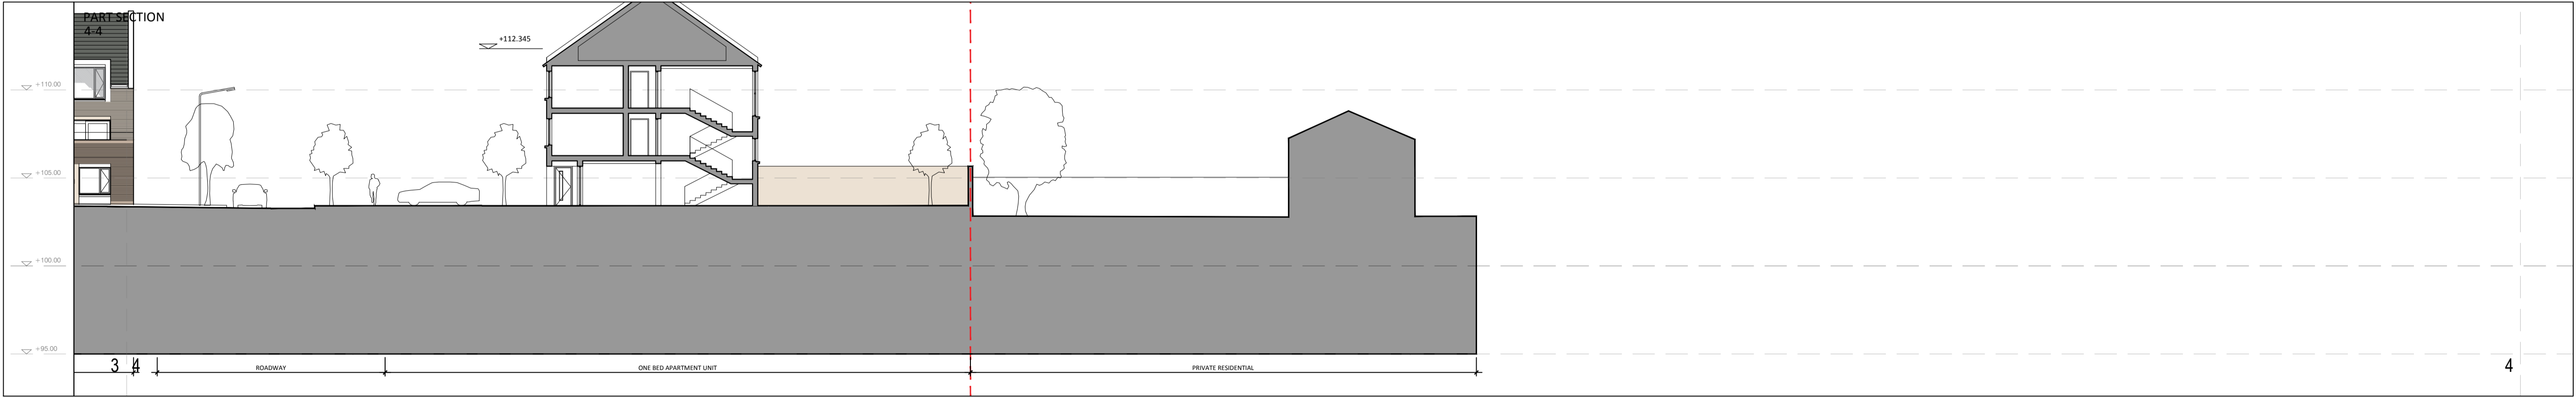 PART SECTION
4-4
+112.345
+110.00
+105.00
+100.00
+95.00
3 4
ROADWAY
ONE BED APARTMENT UNIT
PRIVATE RESIDENTIAL
4